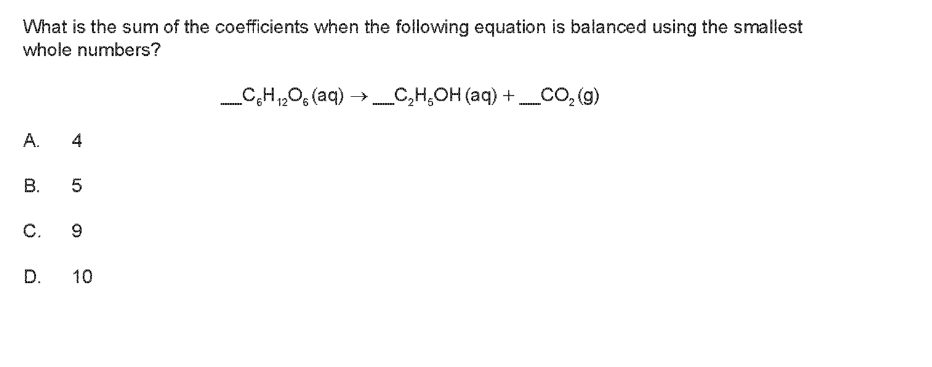 What is the sum of the coefficients when the following equation is balanced using the smallest
whole numbers?
__C₆H₁₂O₆ (aq) → __C₂H₅OH (aq) + __CO₂ (g)
A. 4
B. 5
C. 9
D. 10